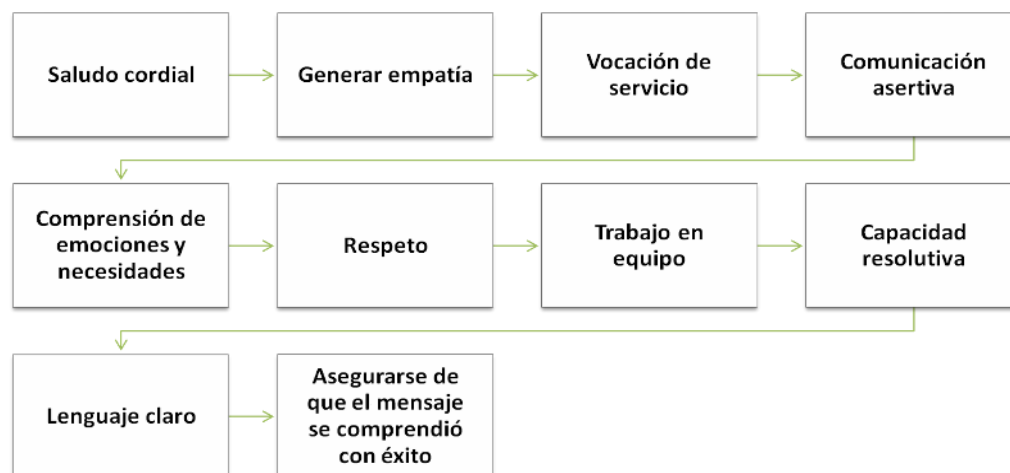 Saludo cordial
Generar empatía
Vocación de
servicio
Comunicación
asertiva
Comprensión de
emociones y
necesidades
Respeto
Trabajo en
equipo
Capacidad
resolutiva
Lenguaje claro
Asegurarse de
que el mensaje
se comprendió
con éxito